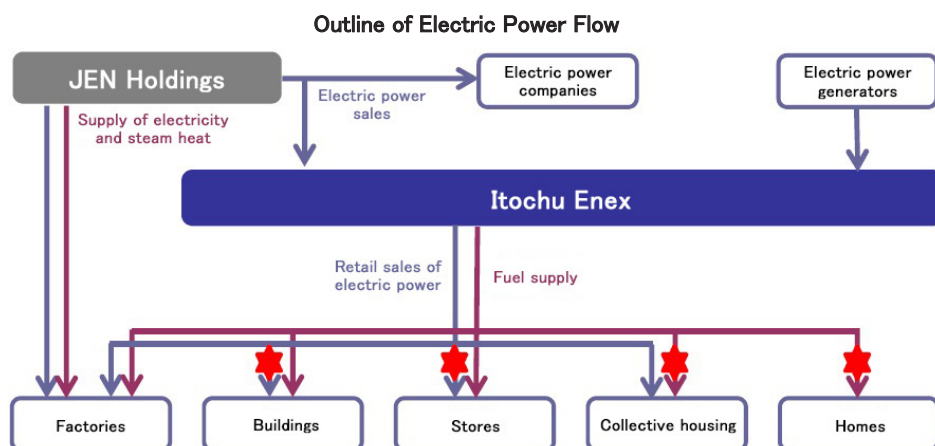 Outline of Electric Power Flow
JEN Holdings
Electric power
companies
Electric power
generators
Electric power
sales
Supply of electricity
and steam heat
Itochu Enex
Retail sales of
electric power
Fuel supply
Factories
Buildings
Stores
Collective housing
Homes